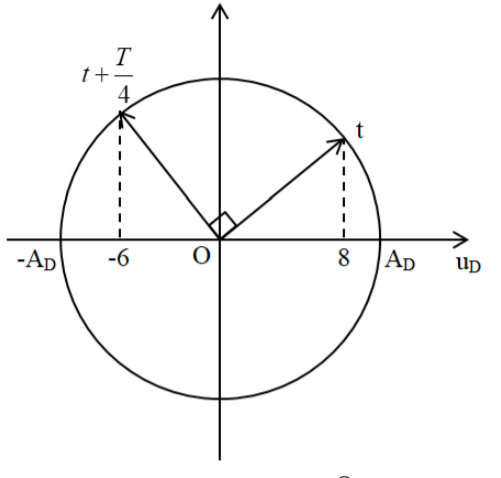 t + T/4
t
-A_D
-6
O
8
A_D
u_D